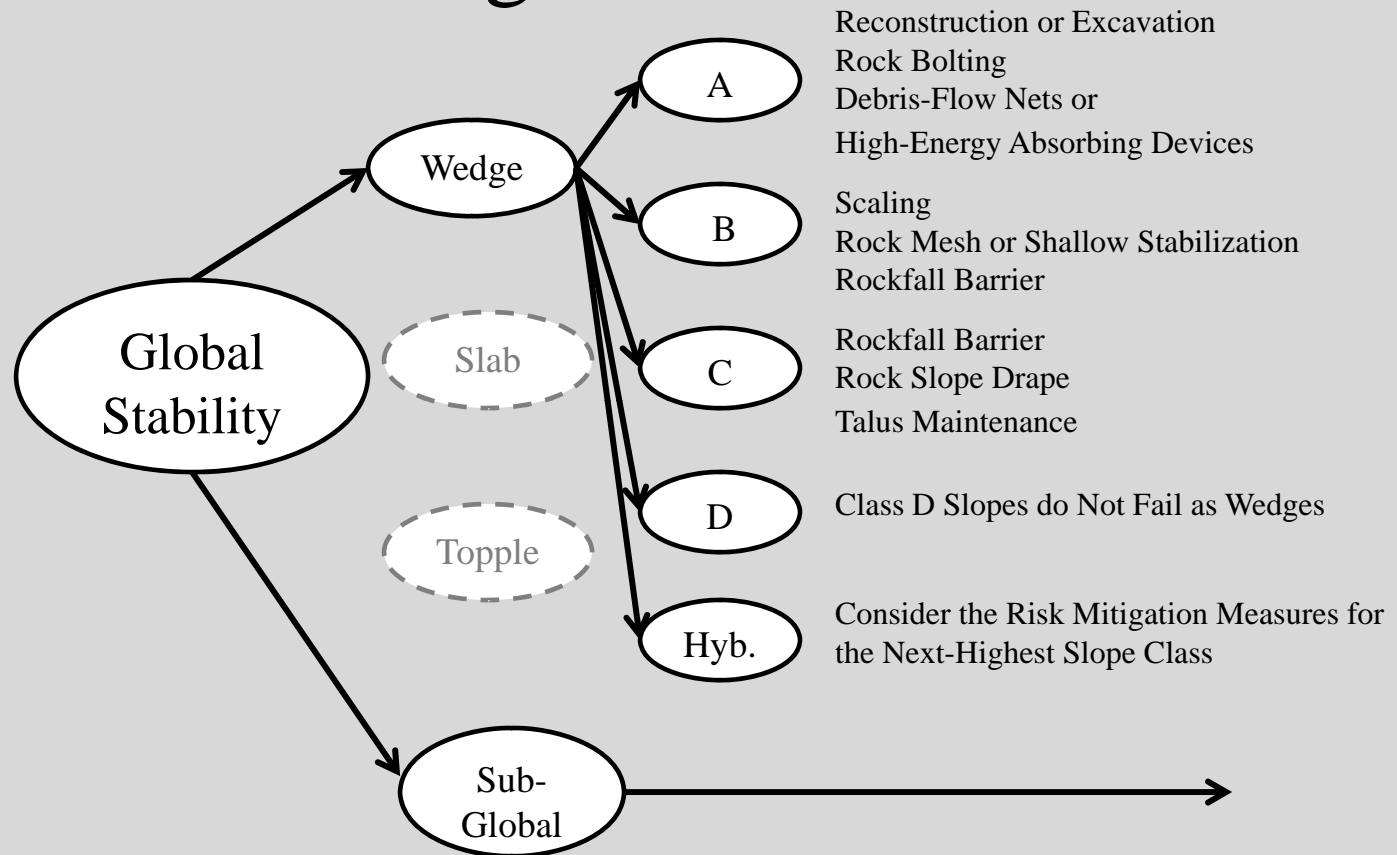 Reconstruction or Excavation
Rock Bolting
Debris-Flow Nets or
High-Energy Absorbing Devices
A
Wedge
Scaling
Rock Mesh or Shallow Stabilization
Rockfall Barrier
B
Global
Stability
Slab
Rockfall Barrier
Rock Slope Drape
Talus Maintenance
C
Topple
D
Class D Slopes do Not Fail as Wedges
Hyb.
Consider the Risk Mitigation Measures for
the Next-Highest Slope Class
Sub-
Global